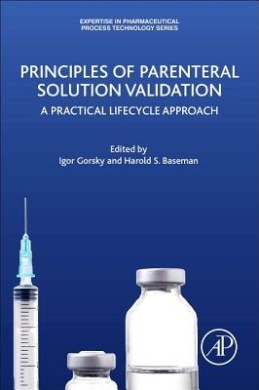 EXPERTISE IN PHARMACEUTICAL
PROCESS TECHNOLOGY SERIES
PRINCIPLES OF PARENTERAL
SOLUTION VALIDATION
A PRACTICAL LIFECYCLE APPROACH
Edited by
Igor Gorsky and Harold S. Baseman
AP